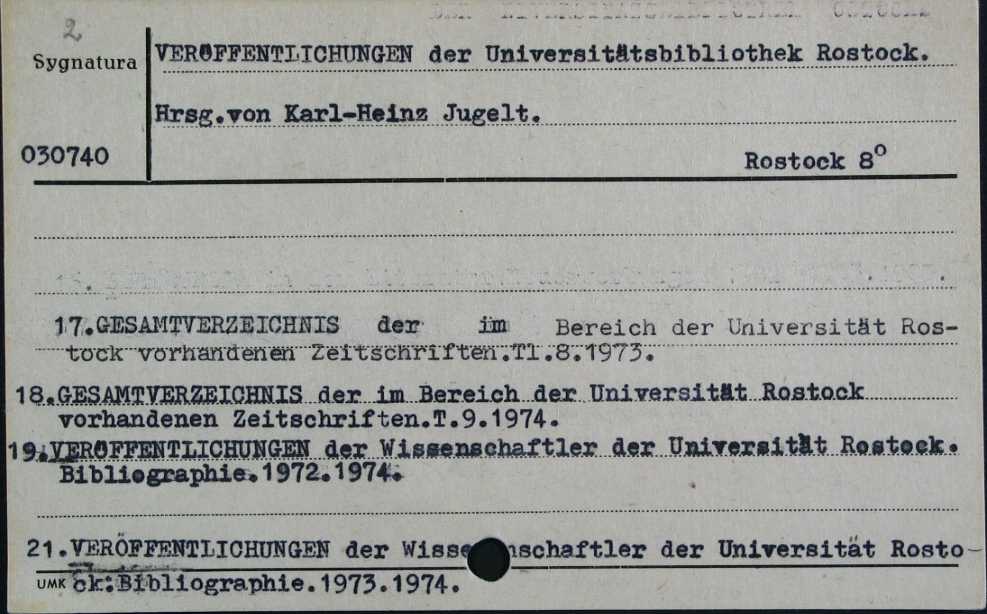 2
Sygnatura
VERÖFFENTLICHUNGEN der Universitätsbibliothek Rostock.
Hrsg.von Karl-Heinz Jugelt.
030740
Rostock 8°
17.GESAMTVERZEICHNIS der im Bereich der Universität Ros-
tock vorhandenen Zeitschriften.Tl.8.1973.
18.GESAMTVERZEICHNIS der im Bereich der Universität Rostock
vorhandenen Zeitschriften.T.9.1974.
19.VERÖFFENTLICHUNGEN der Wissenschaftler der Universität Rostock.
Bibliographie.1972.1974.
21.VERÖFFENTLICHUNGEN der Wisse nschaftler der Universität Rosto-
UMK ck:Bibliographie.1973.1974.